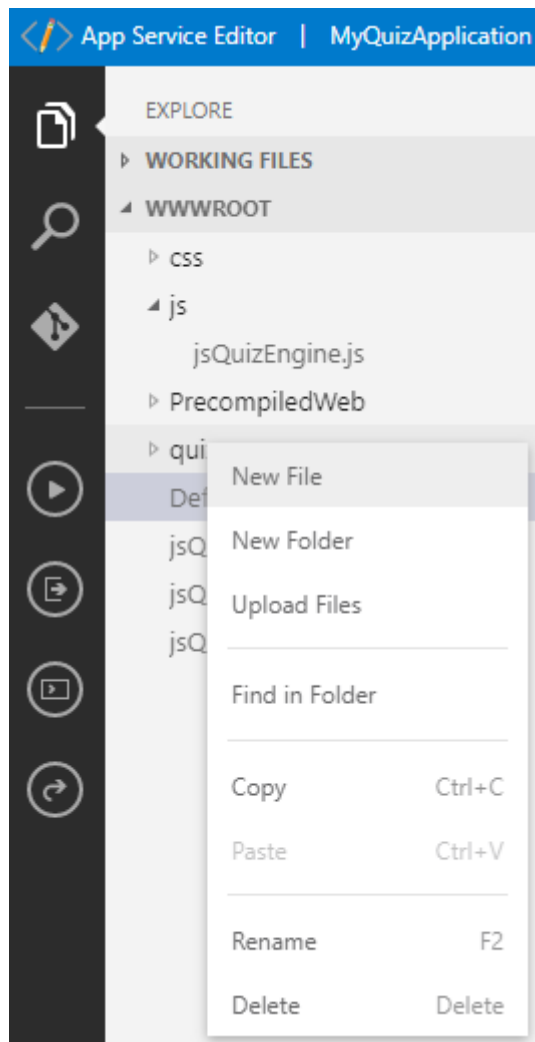 App Service Editor | MyQuizApplication
EXPLORE
WORKING FILES
WWWROOT
css
js
jsQuizEngine.js
PrecompiledWeb
qui
Def
jsQ
jsQ
jsQ
New File
New Folder
Upload Files
Find in Folder
Copy Ctrl+C
Paste Ctrl+V
Rename F2
Delete Delete